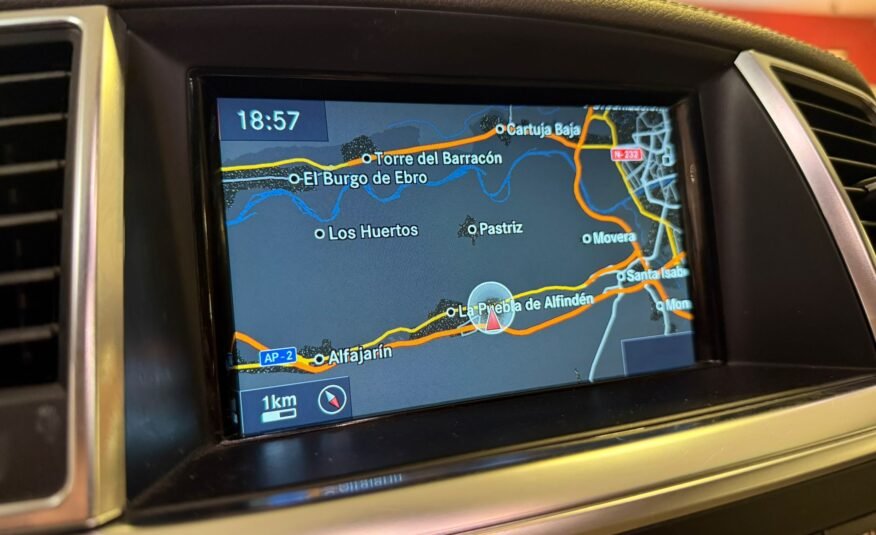 18:57
Cartuja Baja
N-232
Torre del Barracón
El Burgo de Ebro
Los Huertos
Pastriz
Movera
Santa Isabe
La Puebla de Alfindén
Mon
AP-2
Alfajarín
1km